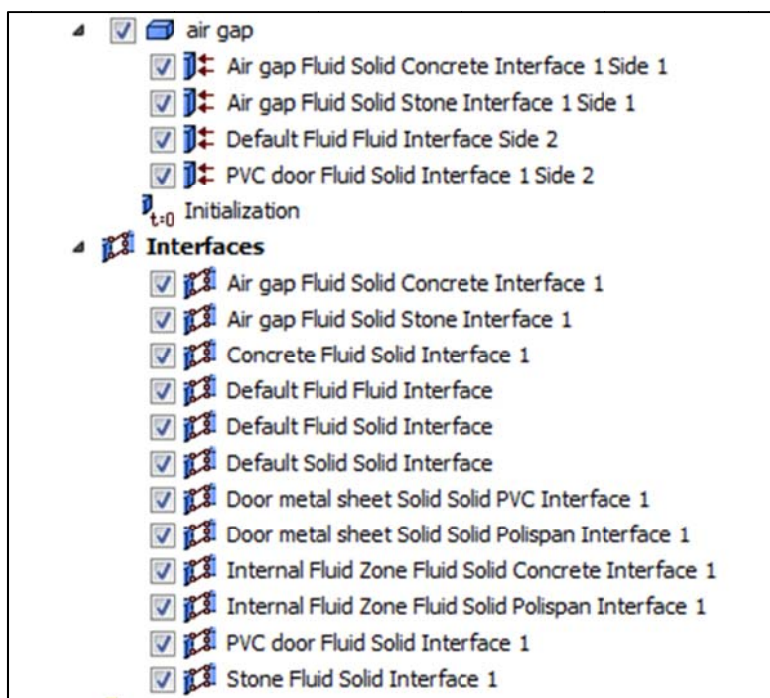 air gap
Air gap Fluid Solid Concrete Interface 1 Side 1
Air gap Fluid Solid Stone Interface 1 Side 1
Default Fluid Fluid Interface Side 2
PVC door Fluid Solid Interface 1 Side 2
t=0 Initialization
Interfaces
Air gap Fluid Solid Concrete Interface 1
Air gap Fluid Solid Stone Interface 1
Concrete Fluid Solid Interface 1
Default Fluid Fluid Interface
Default Fluid Solid Interface
Default Solid Solid Interface
Door metal sheet Solid Solid PVC Interface 1
Door metal sheet Solid Solid Polispan Interface 1
Internal Fluid Zone Fluid Solid Concrete Interface 1
Internal Fluid Zone Fluid Solid Polispan Interface 1
PVC door Fluid Solid Interface 1
Stone Fluid Solid Interface 1